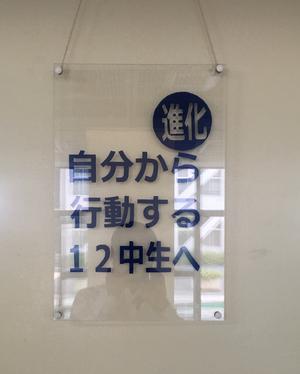 進化
自分から
行動する
12中生へ